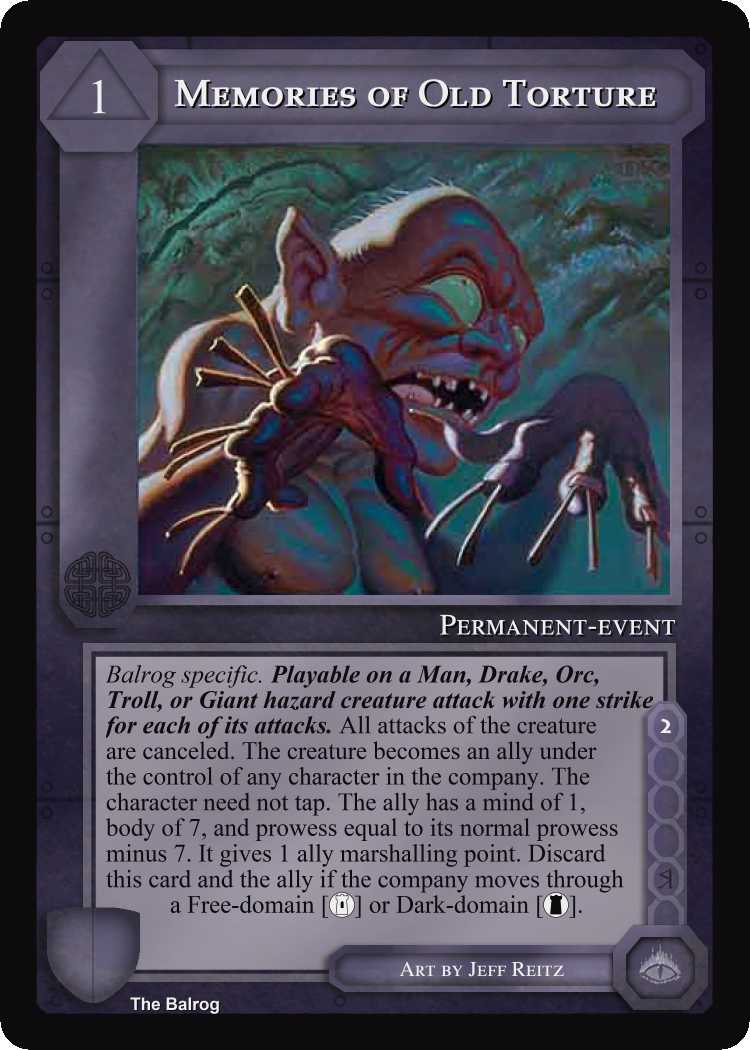 1
Memories of Old Torture
Permanent-event
Balrog specific. Playable on a Man, Drake, Orc,
Troll, or Giant hazard creature attack with one strike
for each of its attacks. All attacks of the creature
are canceled. The creature becomes an ally under
the control of any character in the company. The
character need not tap. The ally has a mind of 1,
body of 7, and prowess equal to its normal prowess
minus 7. It gives 1 ally marshalling point. Discard
this card and the ally if the company moves through
a Free-domain [] or Dark-domain [].
2
Art by Jeff Reitz
The Balrog